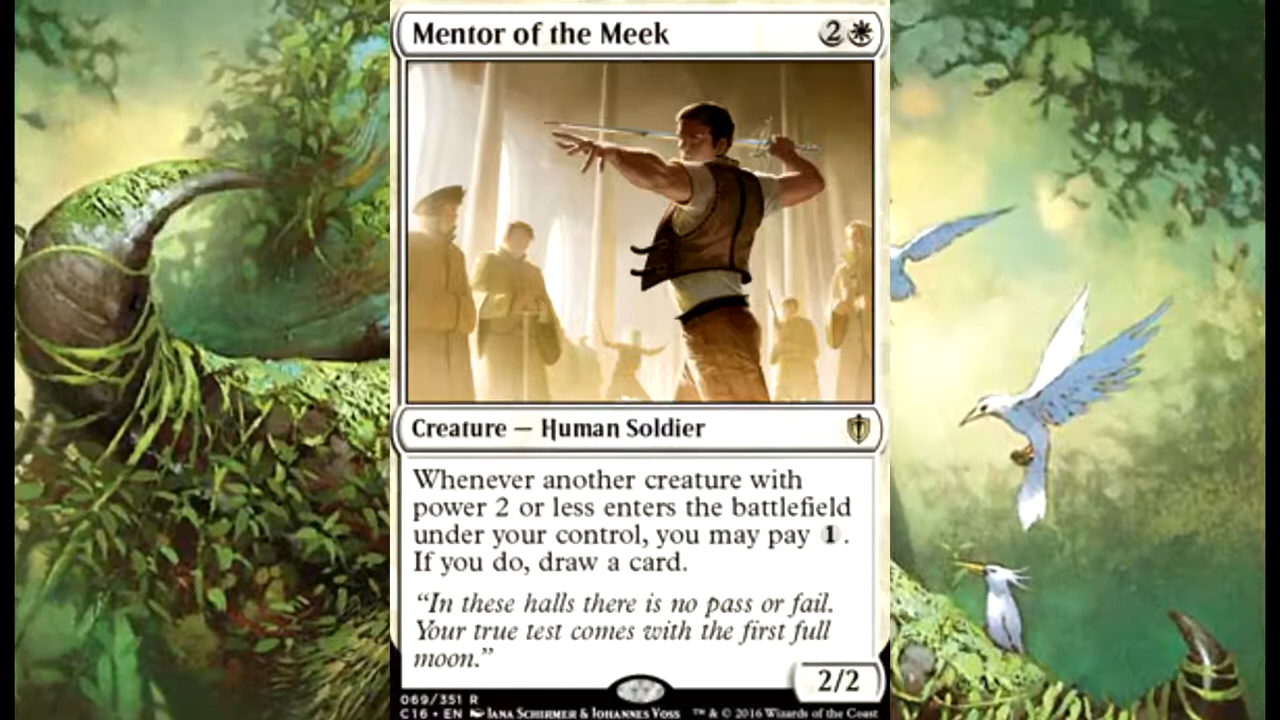 Mentor of the Meek 2
Creature — Human Soldier
Whenever another creature with
power 2 or less enters the battlefield
under your control, you may pay 1.
If you do, draw a card.
“In these halls there is no pass or fail.
Your true test comes with the first full
moon.”
2/2
069/351 R
C16 • EN Iana Schirmer & Johannes Voss ™ & © 2016 Wizards of the Coast